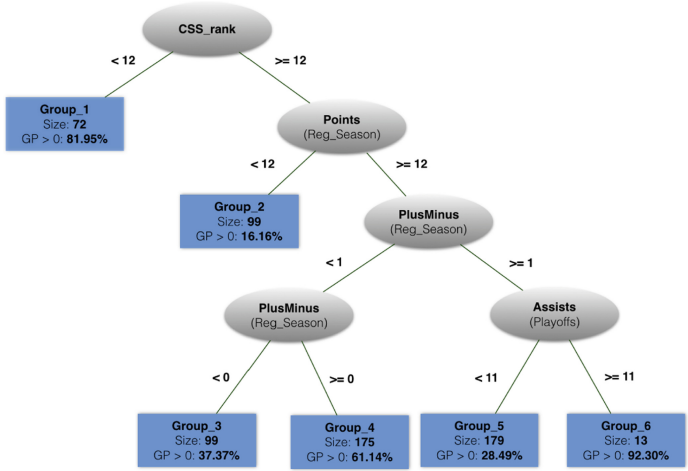 CSS_rank
< 12
>= 12
Group_1
Size: 72
GP > 0: 81.95%
Points
(Reg_Season)
<12
>= 12
Group_2
Size: 99
GP > 0: 16.16%
PlusMinus
(Reg_Season)
< 1
>= 1
PlusMinus
(Reg_Season)
Assists
(Playoffs)
< 0
>= 0
< 11
>= 11
Group_3
Size: 99
GP > 0: 37.37%
Group_4
Size: 175
GP > 0: 61.14%
Group_5
Size: 179
GP > 0: 28.49%
Group_6
Size: 13
GP > 0: 92.30%